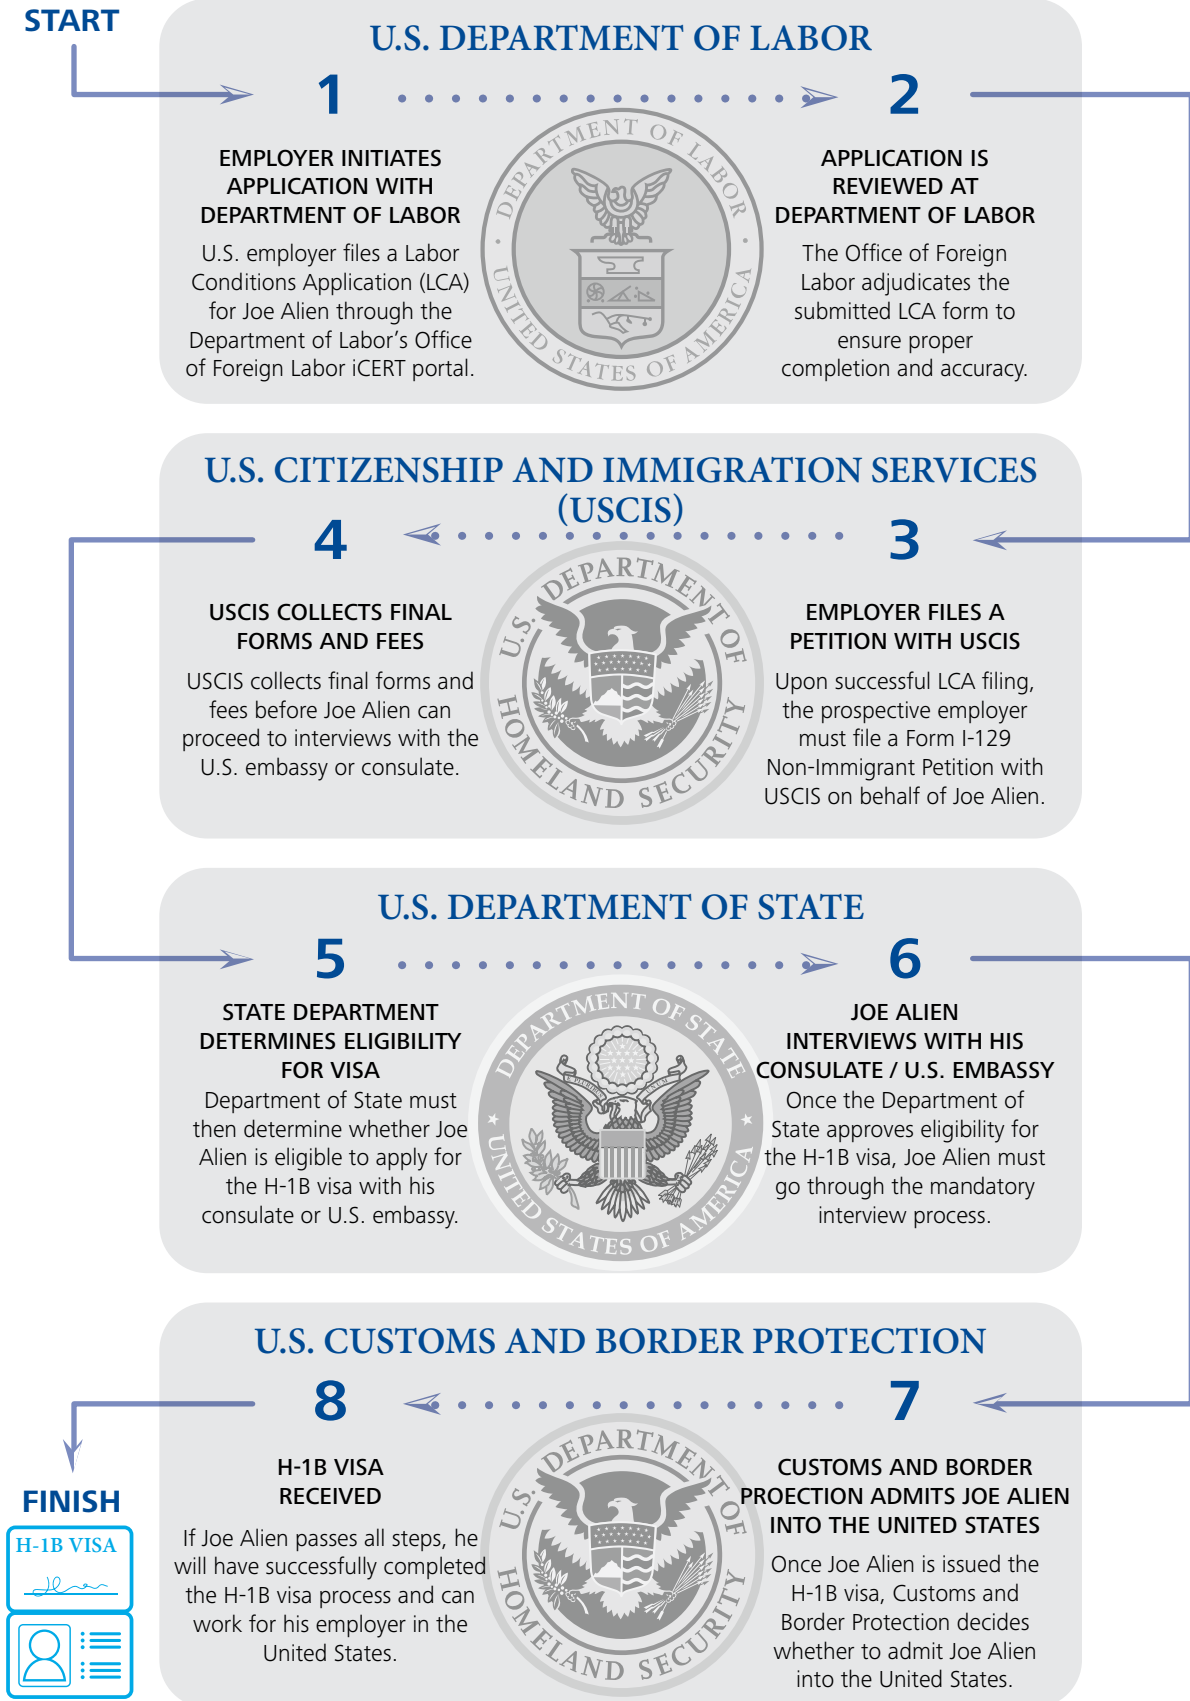 START
U.S. DEPARTMENT OF LABOR
1
EMPLOYER INITIATES
APPLICATION WITH
DEPARTMENT OF LABOR
U.S. employer files a Labor
Conditions Application (LCA)
for Joe Alien through the
Department of Labor's Office
of Foreign Labor iCERT portal.
DEPARTMENT OF LABOR
UNITED STATES OF AMERICA
2
APPLICATION IS
REVIEWED AT
DEPARTMENT OF LABOR
The Office of Foreign
Labor adjudicates the
submitted LCA form to
ensure proper
completion and accuracy.
U.S. CITIZENSHIP AND IMMIGRATION SERVICES
(USCIS)
3
EMPLOYER FILES A
PETITION WITH USCIS
Upon successful LCA filing,
the prospective employer
must file a Form I-129
Non-Immigrant Petition with
USCIS on behalf of Joe Alien.
U.S. DEPARTMENT OF
HOMELAND SECURITY
4
USCIS COLLECTS FINAL
FORMS AND FEES
USCIS collects final forms and
fees before Joe Alien can
proceed to interviews with the
U.S. embassy or consulate.
U.S. DEPARTMENT OF STATE
5
STATE DEPARTMENT
DETERMINES ELIGIBILITY
FOR VISA
Department of State must
then determine whether Joe
Alien is eligible to apply for
the H-1B visa with his
consulate or U.S. embassy.
DEPARTMENT OF STATE
UNITED STATES OF AMERICA
6
JOE ALIEN
INTERVIEWS WITH HIS
CONSULATE / U.S. EMBASSY
Once the Department of
State approves eligibility for
the H-1B visa, Joe Alien must
go through the mandatory
interview process.
U.S. CUSTOMS AND BORDER PROTECTION
7
CUSTOMS AND BORDER
PROECTION ADMITS JOE ALIEN
INTO THE UNITED STATES
Once Joe Alien is issued the
H-1B visa, Customs and
Border Protection decides
whether to admit Joe Alien
into the United States.
U.S. DEPARTMENT OF
HOMELAND SECURITY
8
H-1B VISA
RECEIVED
If Joe Alien passes all steps, he
will have successfully completed
the H-1B visa process and can
work for his employer in the
United States.
FINISH
H-1B VISA